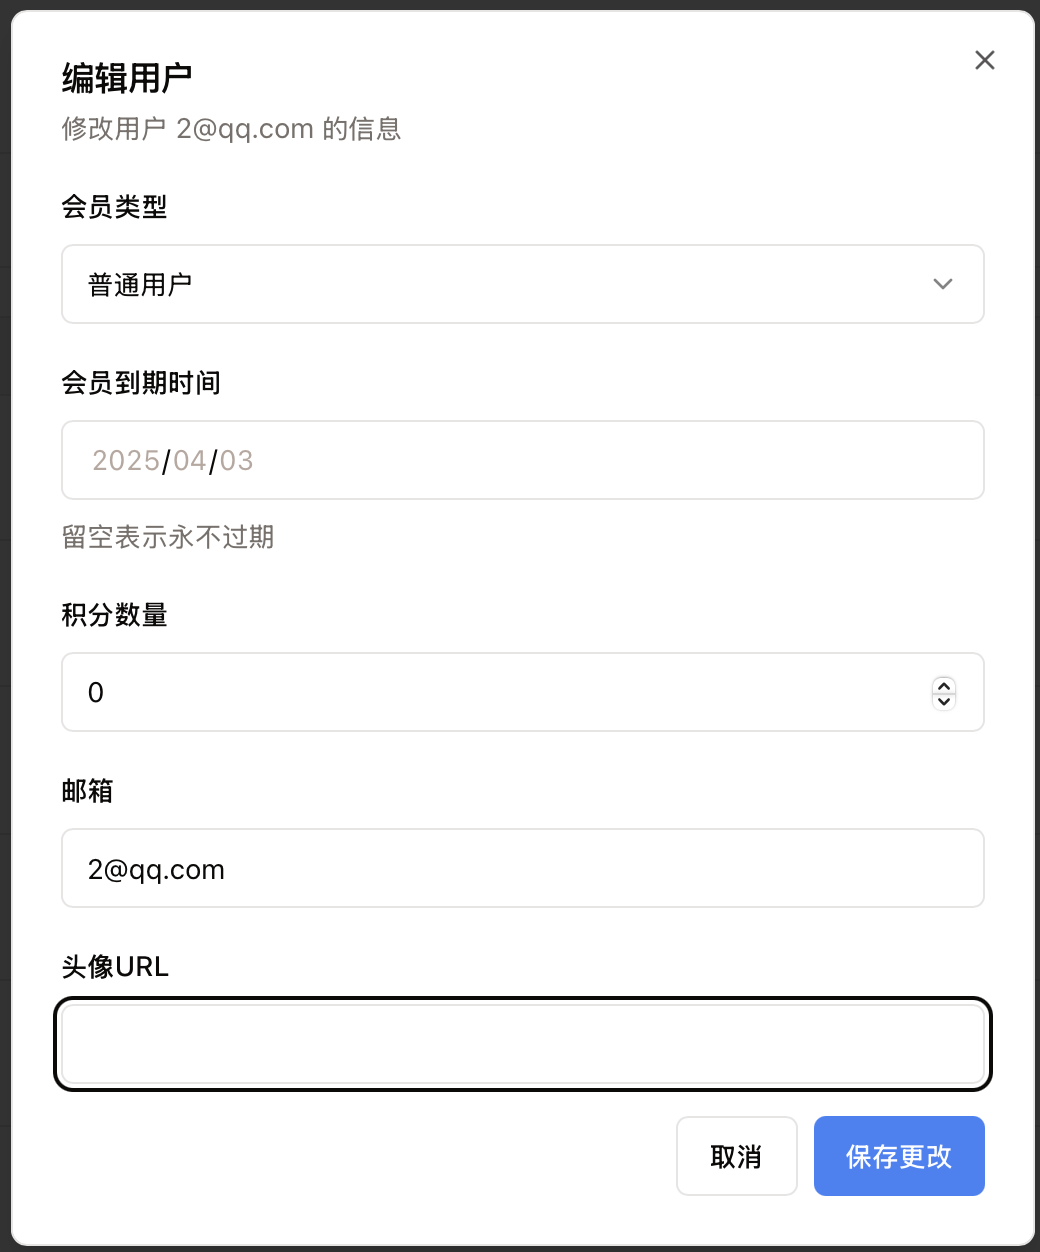 编辑用户
修改用户 2@qq.com 的信息
会员类型
普通用户
会员到期时间
2025/04/03
留空表示永不过期
积分数量
0
邮箱
2@qq.com
头像URL
取消
保存更改